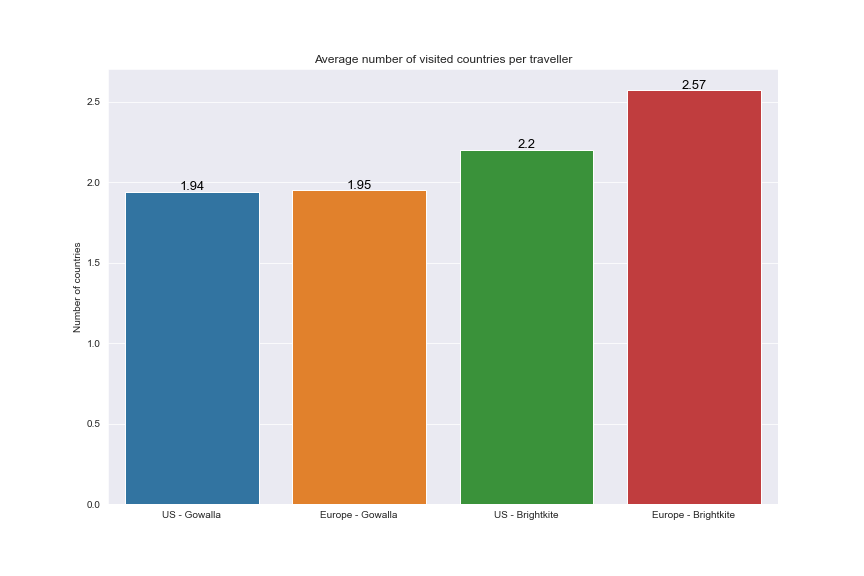 Average number of visited countries per traveller
2.57
2.5
2.2
2.0
1.94
1.95
1.5
Number of countries
1.0
0.5
0.0
US - Gowalla
Europe - Gowalla
US - Brightkite
Europe - Brightkite